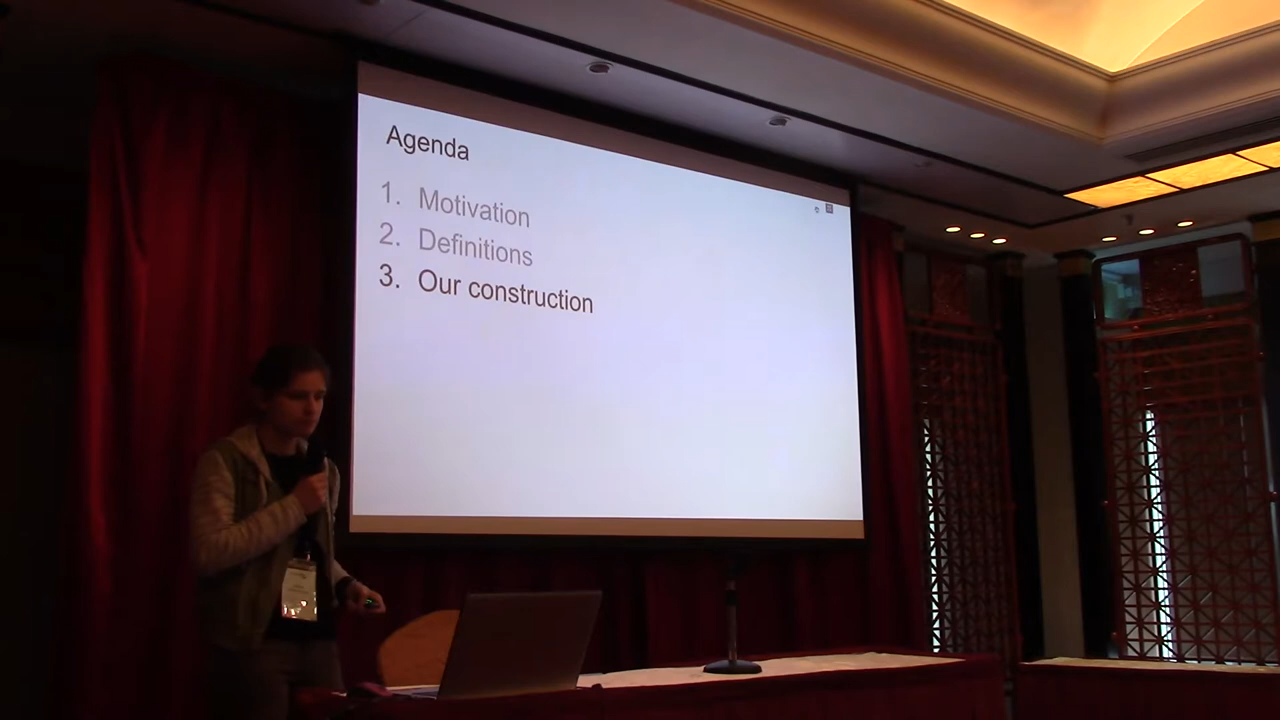 Agenda
1. Motivation
2. Definitions
3. Our construction